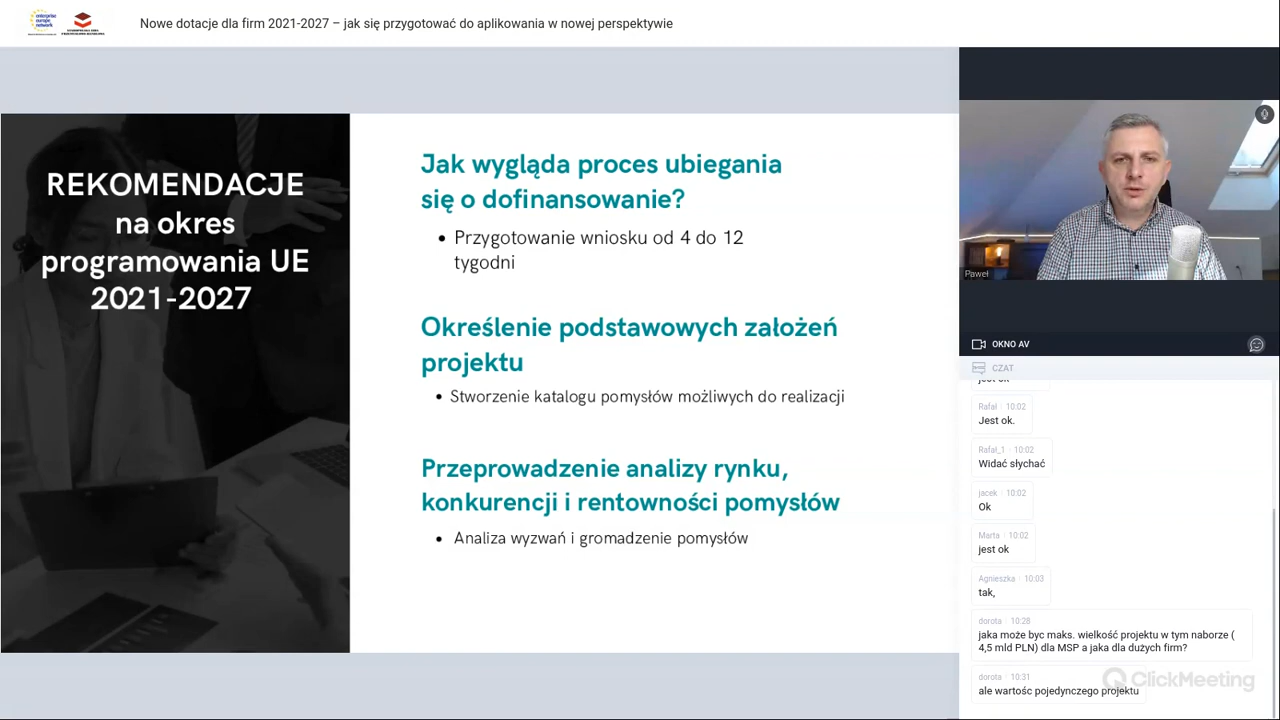 enterprise
europe
network
Nowe dotacje dla firm 2021-2027 – jak się przygotować do aplikowania w nowej perspektywie
REKOMENDACJE
na okres
programowania UE
2021-2027
Jak wygląda proces ubiegania
się o dofinansowanie?
• Przygotowanie wniosku od 4 do 12
tygodni
Określenie podstawowych założeń
projektu
• Stworzenie katalogu pomysłów możliwych do realizacji
Przeprowadzenie analizy rynku,
konkurencji i rentowności pomysłów
• Analiza wyzwań i gromadzenie pomysłów
Paweł
OKNO AV
CZAT
jest ok
Rafał 10:02
Jest ok.
Rafał_1 10:02
Widać słychać
jacek 10:02
Ok
Marta 10:02
jest ok
Agnieszka 10:03
tak,
dorota 10:28
jaka może byc maks. wielkość projektu w tym naborze (
4,5 mld PLN) dla MSP a jaka dla dużych firm?
dorota 10:31
ale wartośc pojedynczego projektu
ClickMeeting